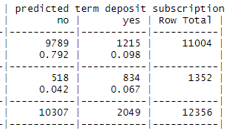 | predicted term deposit subscription
| no | yes | Row Total |
|-----------|-----------|-----------|
| 9789 | 1215 | 11004 |
| 0.792 | 0.098 | |
|-----------|-----------|-----------|
| 518 | 834 | 1352 |
| 0.042 | 0.067 | |
|-----------|-----------|-----------|
| 10307 | 2049 | 12356 |
|-----------|-----------|-----------|